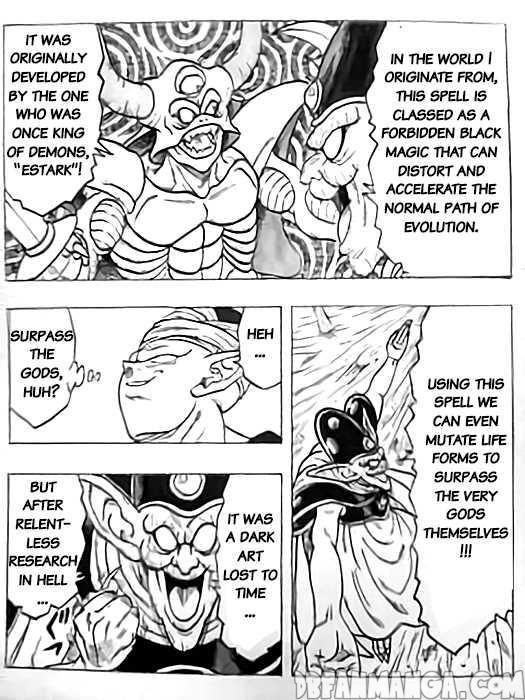 IN THE WORLD I
ORIGINATE FROM,
THIS SPELL IS
CLASSED AS A
FORBIDDEN BLACK
MAGIC THAT CAN
DISTORT AND
ACCELERATE THE
NORMAL PATH OF
EVOLUTION.
IT WAS
ORIGINALLY
DEVELOPED
BY THE ONE
WHO WAS
ONCE KING
OF DEMONS,
"ESTARK"!
USING THIS
SPELL WE
CAN EVEN
MUTATE LIFE
FORMS TO
SURPASS
THE VERY
GODS
THEMSELVES
!!!
HEH
...
SURPASS
THE
GODS,
HUH?
IT WAS
A DARK
ART
LOST TO
TIME
...
BUT
AFTER
RELENT-
LESS
RESEARCH
IN HELL
...
DREAMMANGA.COM